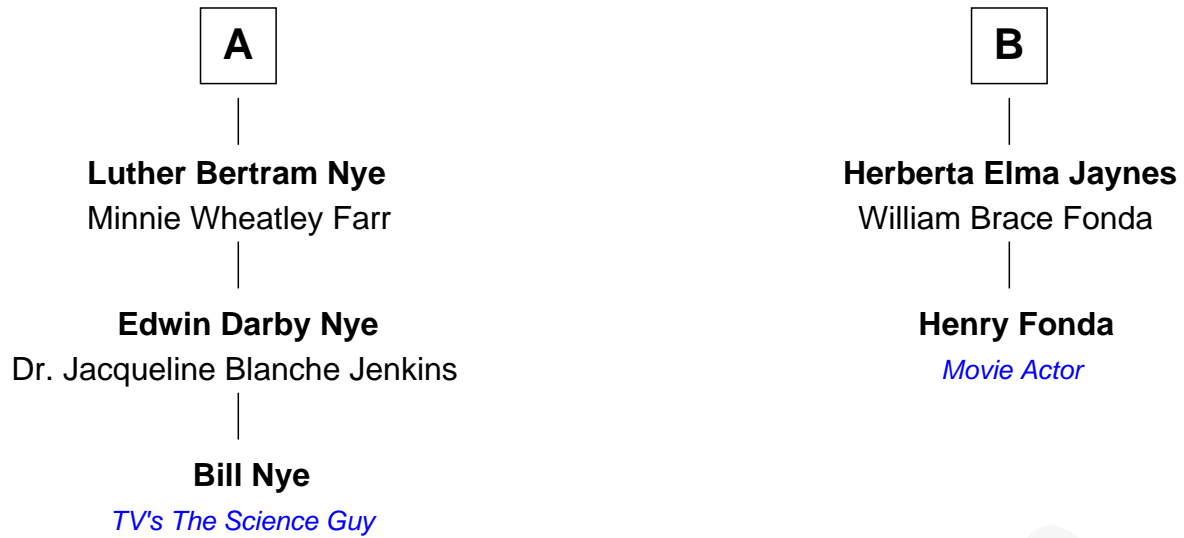 A
Luther Bertram Nye
Minnie Wheatley Farr
Edwin Darby Nye
Dr. Jacqueline Blanche Jenkins
Bill Nye
TV's The Science Guy
B
Herberta Elma Jaynes
William Brace Fonda
Henry Fonda
Movie Actor